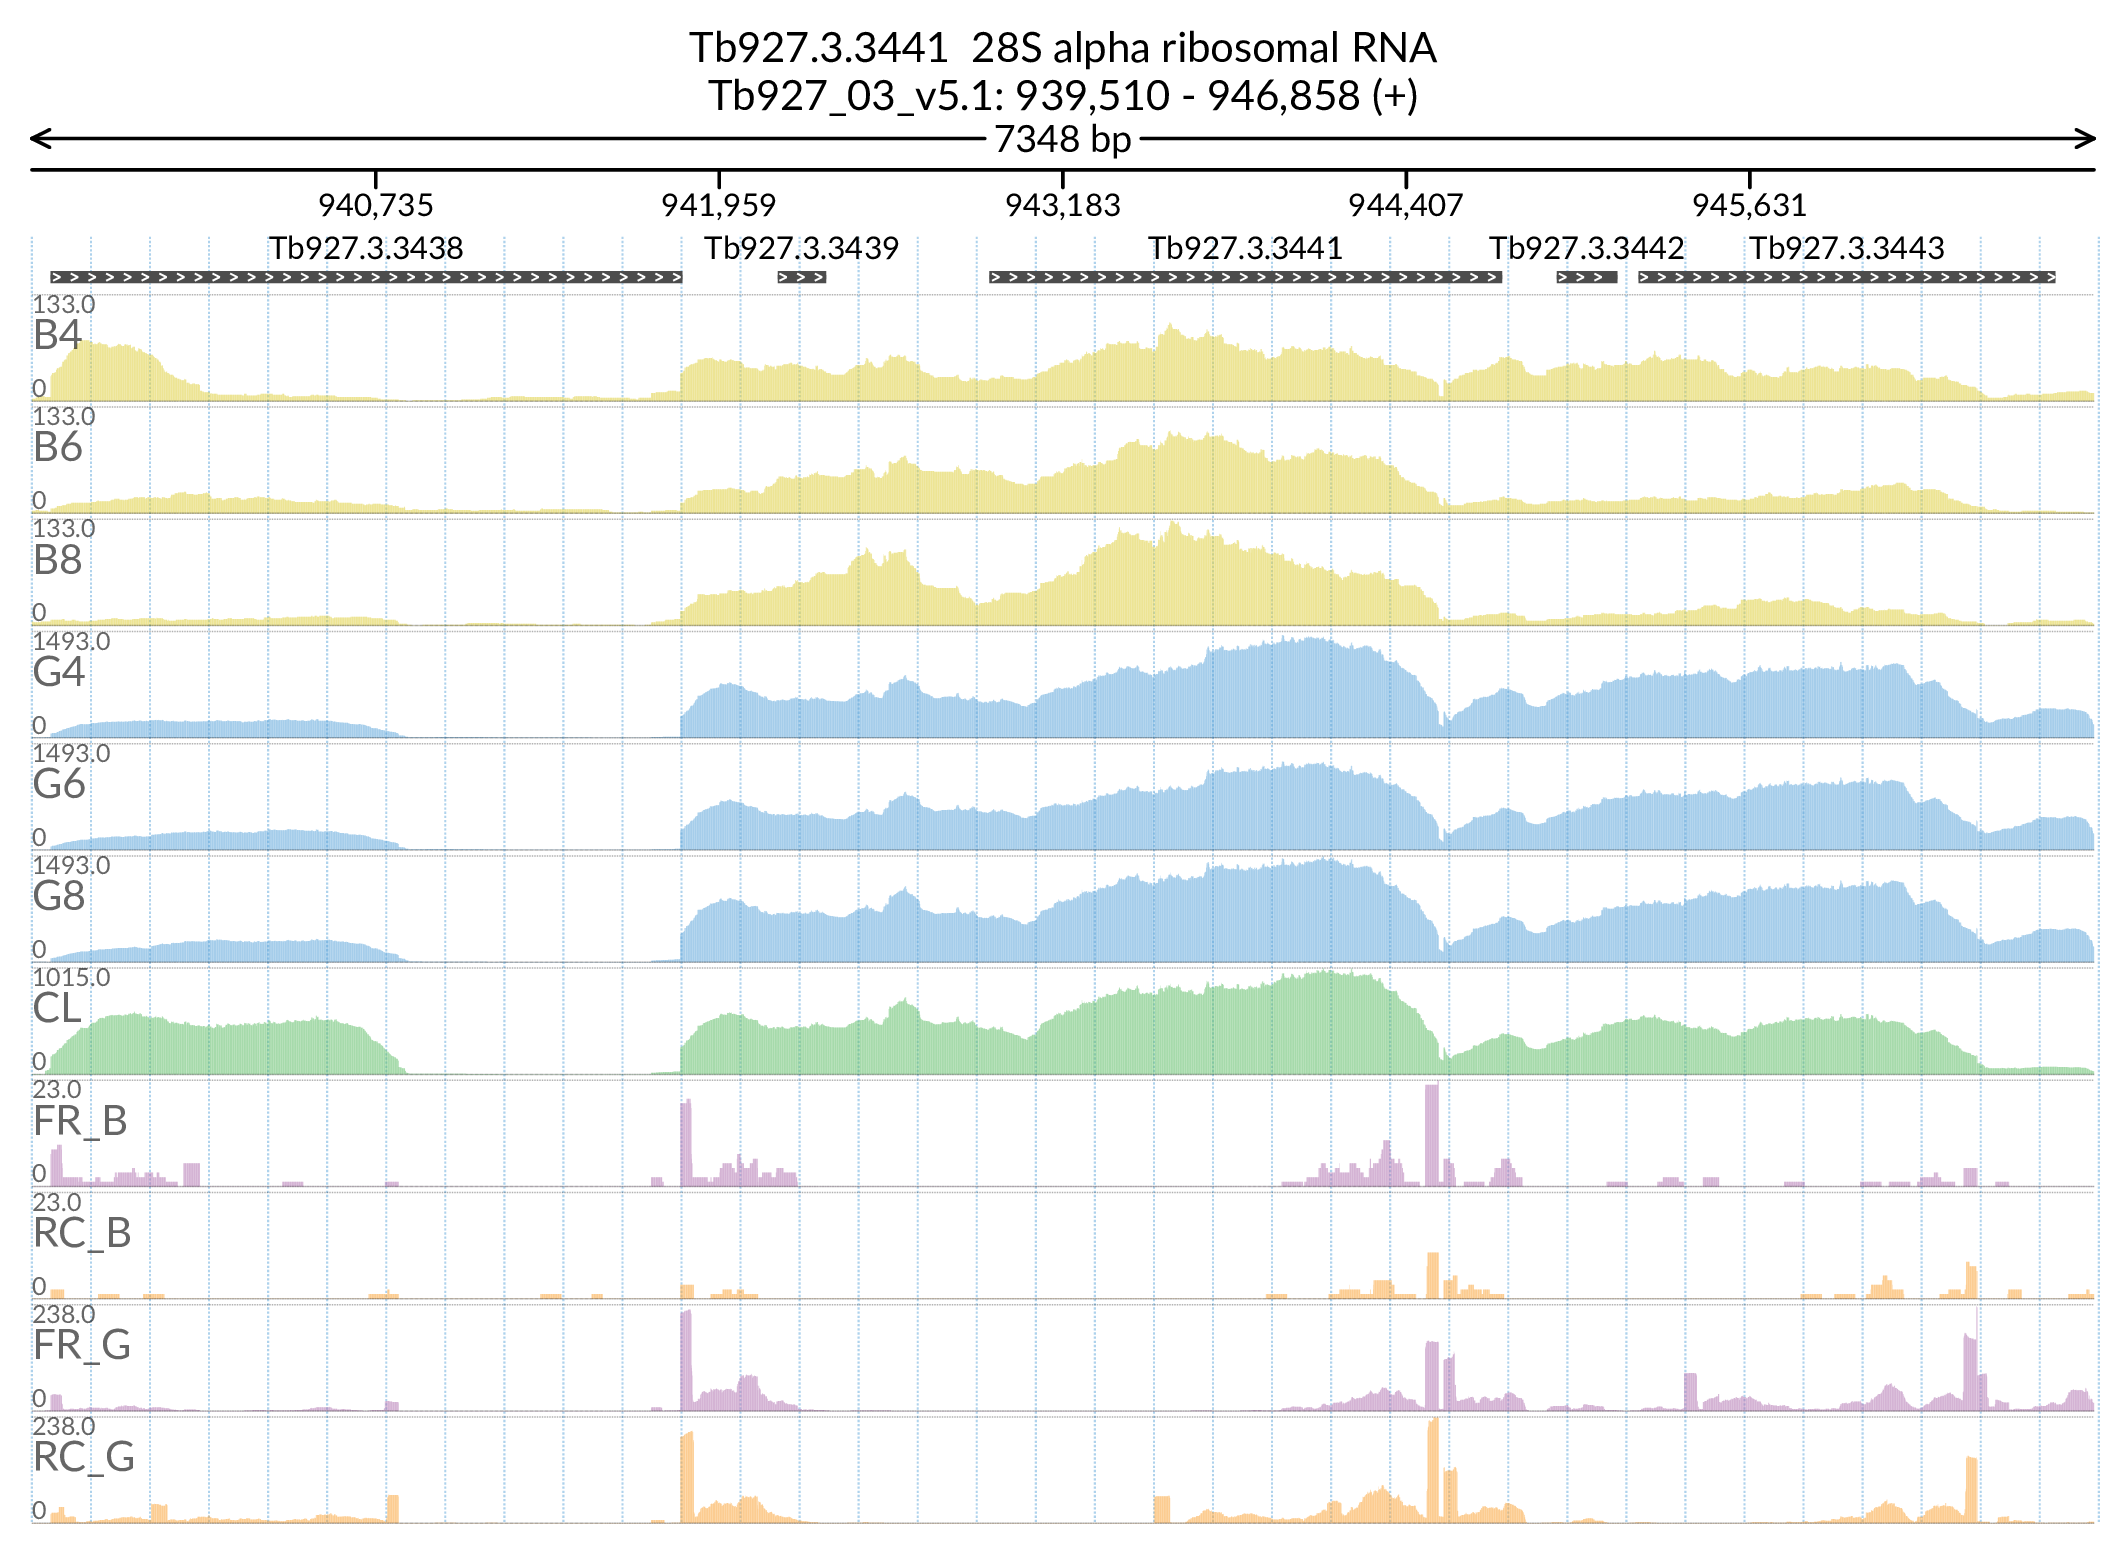 Tb927.3.3441 28S alpha ribosomal RNA
Tb927_03_v5.1: 939,510 - 946,858 (+)
7348 bp
940,735 941,959 943,183 944,407 945,631
Tb927.3.3438 Tb927.3.3439 Tb927.3.3441 Tb927.3.3442 Tb927.3.3443
133.0
B4
0
133.0
B6
0
133.0
B8
0
1493.0
G4
0
1493.0
G6
0
1493.0
G8
0
1015.0
CL
0
23.0
FR_B
0
23.0
RC_B
0
238.0
FR_G
0
238.0
RC_G
0